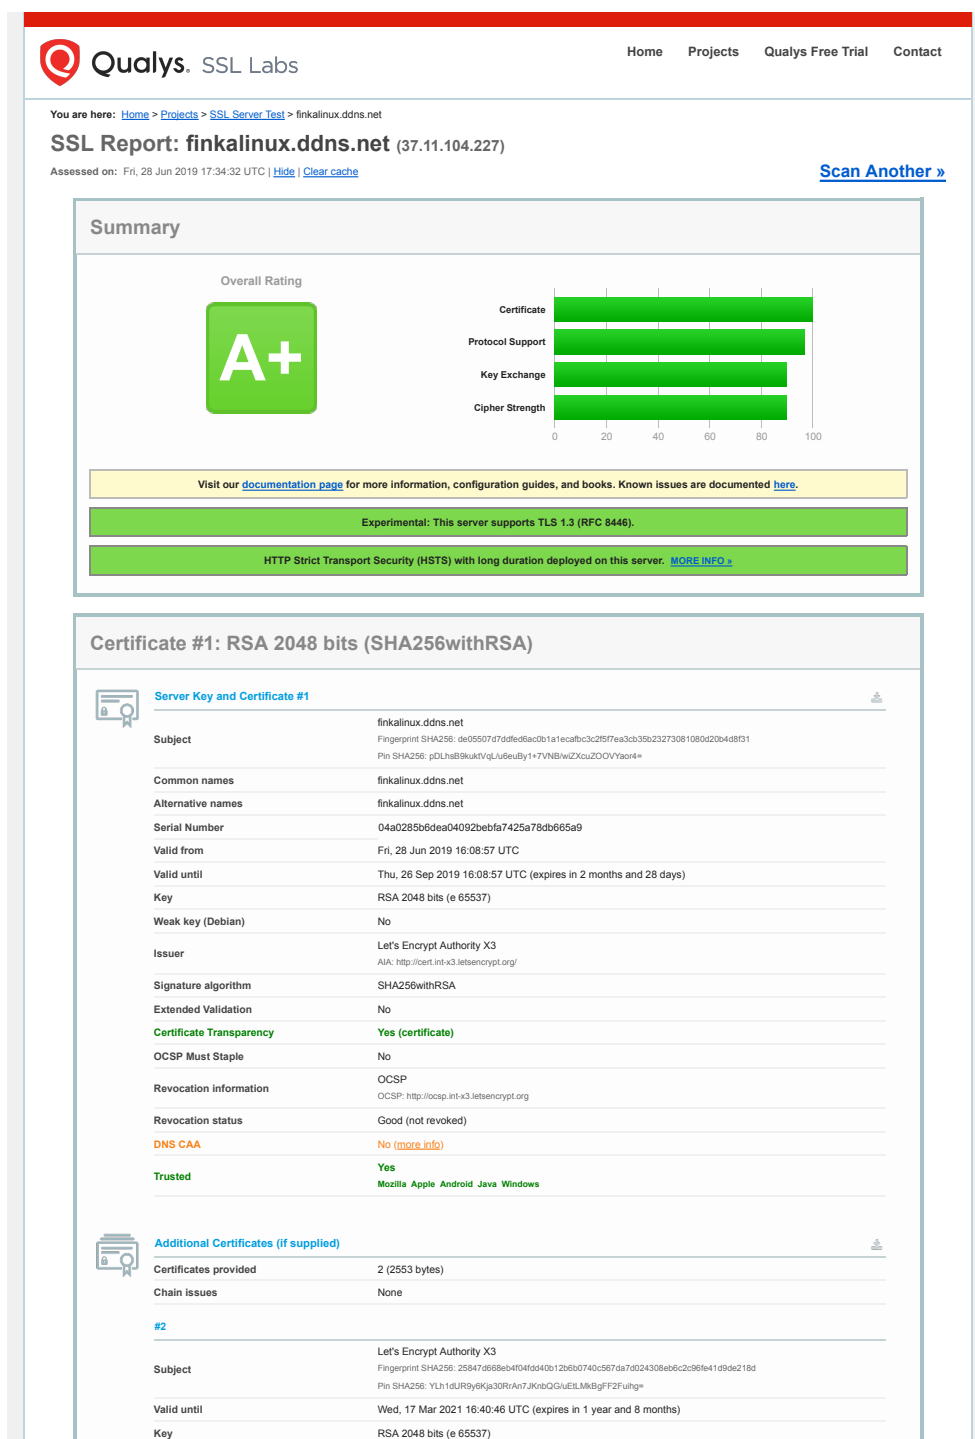 Qualys. SSL Labs
Home Projects Qualys Free Trial Contact
You are here: Home > Projects > SSL Server Test > finkalinux.ddns.net
SSL Report: finkalinux.ddns.net (37.11.104.227)
Assessed on: Fri, 28 Jun 2019 17:34:32 UTC | Hide | Clear cache
Scan Another »
Summary
Overall Rating
A+
Certificate
Protocol Support
Key Exchange
Cipher Strength
0 20 40 60 80 100
Visit our documentation page for more information, configuration guides, and books. Known issues are documented here.
Experimental: This server supports TLS 1.3 (RFC 8446).
HTTP Strict Transport Security (HSTS) with long duration deployed on this server. MORE INFO »
Certificate #1: RSA 2048 bits (SHA256withRSA)
Server Key and Certificate #1
Subject
finkalinux.ddns.net
Fingerprint SHA256: de05507d7ddfed6ac0b1a1ecafbc3c2f5f7ea3cb35b23273081080d20b4d8f31
Pin SHA256: pDLhsB9kuktVqL/u6euBy1+7VNB/wiZXcuZOOVYaor4=
Common names finkalinux.ddns.net
Alternative names finkalinux.ddns.net
Serial Number 04a0285b6dea04092bebfa7425a78db665a9
Valid from Fri, 28 Jun 2019 16:08:57 UTC
Valid until Thu, 26 Sep 2019 16:08:57 UTC (expires in 2 months and 28 days)
Key RSA 2048 bits (e 65537)
Weak key (Debian) No
Issuer
Let's Encrypt Authority X3
AIA: http://cert.int-x3.letsencrypt.org/
Signature algorithm SHA256withRSA
Extended Validation No
Certificate Transparency Yes (certificate)
OCSP Must Staple No
Revocation information
OCSP
OCSP: http://ocsp.int-x3.letsencrypt.org
Revocation status Good (not revoked)
DNS CAA No (more info)
Trusted
Yes
Mozilla Apple Android Java Windows
Additional Certificates (if supplied)
Certificates provided 2 (2553 bytes)
Chain issues None
#2
Subject
Let's Encrypt Authority X3
Fingerprint SHA256: 25847d668eb4f04fdd40b12b6b0740c567da7d024308eb6c2c96fe41d9de218d
Pin SHA256: YLh1dUR9y6Kja30RrAn7JKnbQG/uEtLMkBgFF2Fuihg=
Valid until Wed, 17 Mar 2021 16:40:46 UTC (expires in 1 year and 8 months)
Key RSA 2048 bits (e 65537)